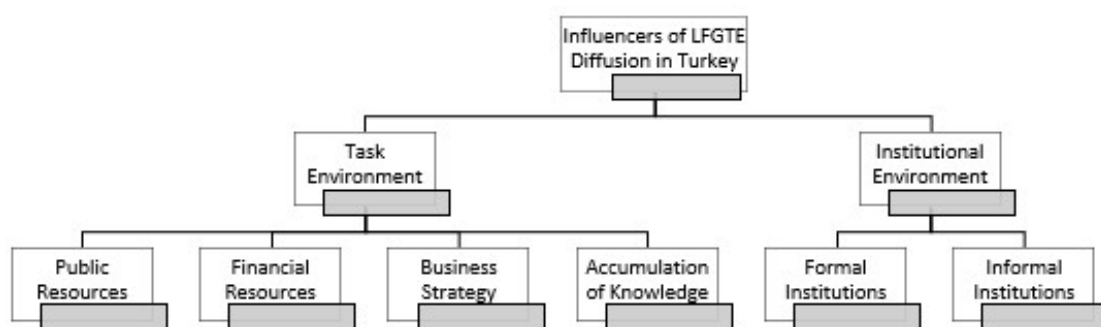 Influencers of LFGTE
Diffusion in Turkey
Task
Environment
Institutional
Environment
Public
Resources
Financial
Resources
Business
Strategy
Accumulation
of Knowledge
Formal
Institutions
Informal
Institutions